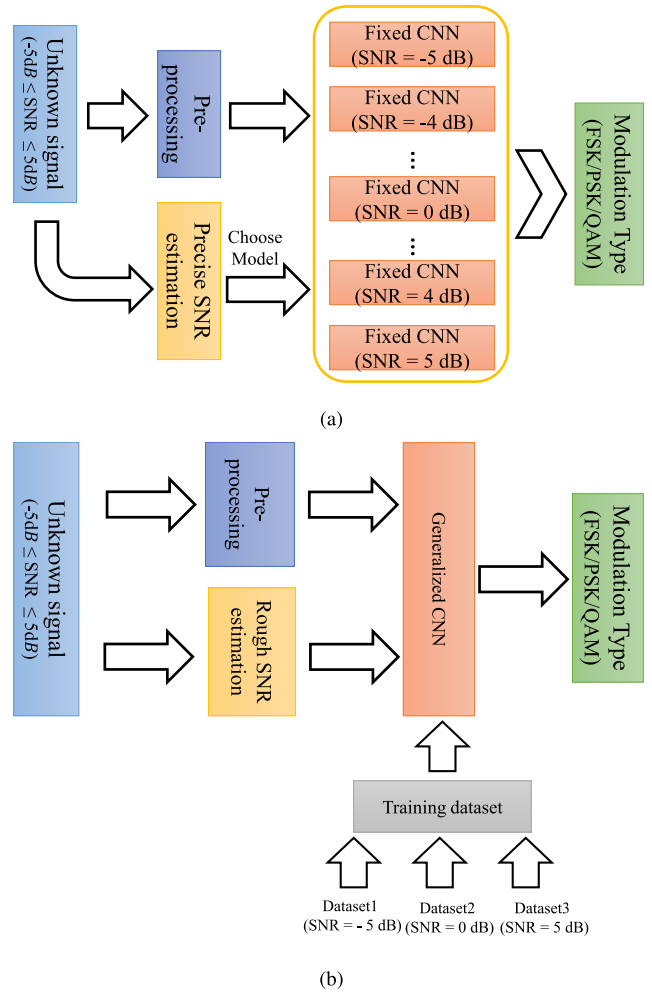 Unknown signal
(-5dB ≤ SNR ≤ 5dB)
Pre-
processing
Precise SNR
estimation
Choose
Model
Fixed CNN
(SNR = -5 dB)
Fixed CNN
(SNR = -4 dB)
...
Fixed CNN
(SNR = 0 dB)
...
Fixed CNN
(SNR = 4 dB)
Fixed CNN
(SNR = 5 dB)
Modulation Type
(FSK/PSK/QAM)
(a)
Unknown signal
(-5dB ≤ SNR ≤ 5dB)
Pre-
processing
Rough SNR
estimation
Generalized CNN
Modulation Type
(FSK/PSK/QAM)
Training dataset
Dataset1
(SNR = - 5 dB)
Dataset2
(SNR = 0 dB)
Dataset3
(SNR = 5 dB)
(b)